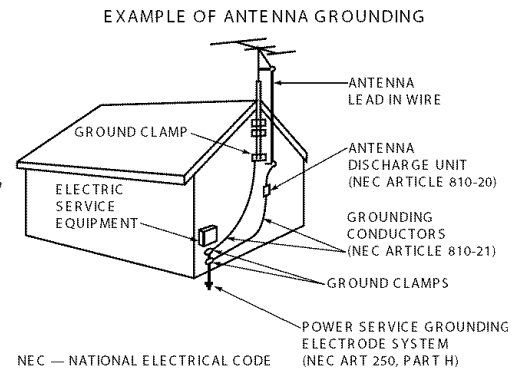 EXAMPLE OF ANTENNA GROUNDING
ANTENNA
LEAD IN WIRE
GROUND CLAMP
ANTENNA
DISCHARGE UNIT
(NEC ARTICLE 810-20)
ELECTRIC
SERVICE
EQUIPMENT
GROUNDING
CONDUCTORS
(NEC ARTICLE 810-21)
GROUND CLAMPS
POWER SERVICE GROUNDING
ELECTRODE SYSTEM
(NEC ART 250, PART H)
NEC — NATIONAL ELECTRICAL CODE